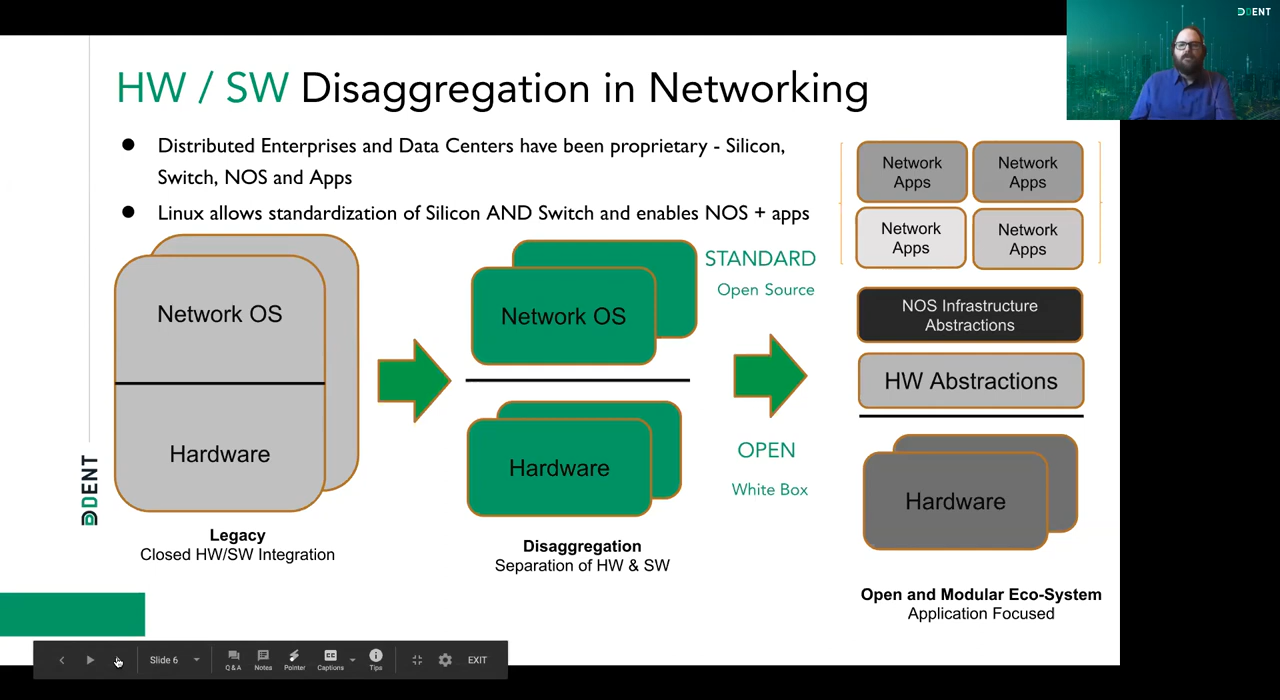 DENT
HW / SW Disaggregation in Networking
● Distributed Enterprises and Data Centers have been proprietary - Silicon,
Switch, NOS and Apps
● Linux allows standardization of Silicon AND Switch and enables NOS + apps
Network OS
Hardware
Legacy
Closed HW/SW Integration
Network OS
Hardware
Disaggregation
Separation of HW & SW
STANDARD
Open Source
OPEN
White Box
Network
Apps
Network
Apps
Network
Apps
Network
Apps
NOS Infrastructure
Abstractions
HW Abstractions
Hardware
Open and Modular Eco-System
Application Focused
DENT
Slide 6
Q & A
Notes
Pointer
Captions
Tips
EXIT